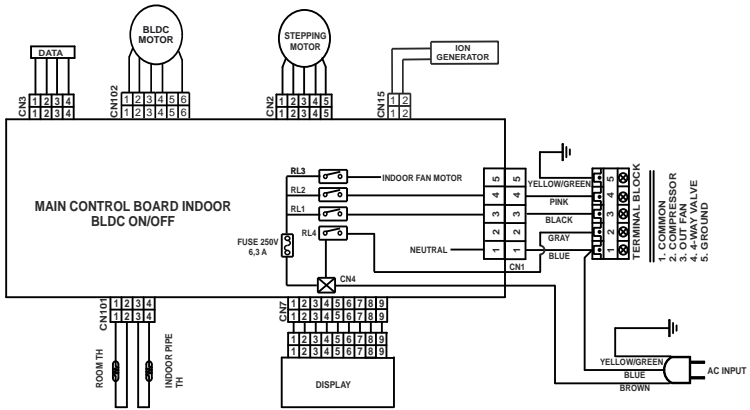 BLDC
MOTOR
STEPPING
MOTOR
ION
GENERATOR
DATA
CN3
1 2 3 4
1 2 3 4
CN102
1 2 3 4 5 6
1 2 3 4 5 6
CN2
1 2 3 4 5
1 2 3 4 5
CN15
1 2
1 2
MAIN CONTROL BOARD INDOOR
BLDC ON/OFF
RL3
INDOOR FAN MOTOR
RL2
RL1
RL4
FUSE 250V
6,3 A
NEUTRAL
CN4
CN1
5 5
4 4
3 3
2 2
1 1
YELLOW/GREEN
PINK
BLACK
GRAY
BLUE
5
4
3
2
1
TERMINAL BLOCK
1. COMMON
2. COMPRESSOR
3. OUT FAN
4. 4-WAY VALVE
5. GROUND
CN101
1 2 3 4
1 2 3 4
ROOM TH
INDOOR PIPE
TH
CN7
1 2 3 4 5 6 7 8 9
1 2 3 4 5 6 7 8 9
1 2 3 4 5 6 7 8 9
1 2 3 4 5 6 7 8 9
DISPLAY
YELLOW/GREEN
BLUE
BROWN
AC INPUT